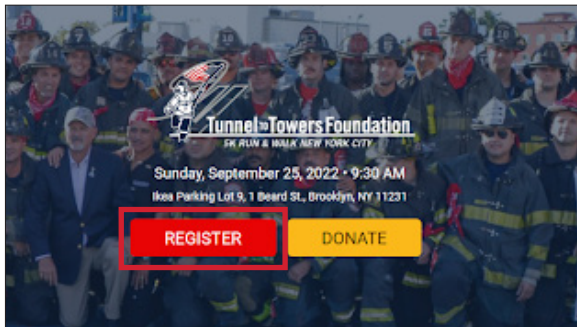 Tunnel to Towers Foundation
5K RUN & WALK NEW YORK CITY
Sunday, September 25, 2022 • 9:30 AM
Ikea Parking Lot 9, 1 Beard St., Brooklyn, NY 11231
REGISTER
DONATE